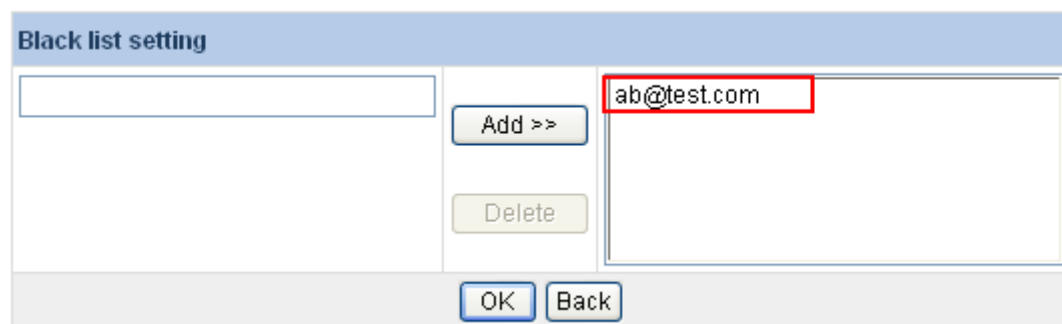 Black list setting
ab@test.com
Add >>
Delete
OK Back